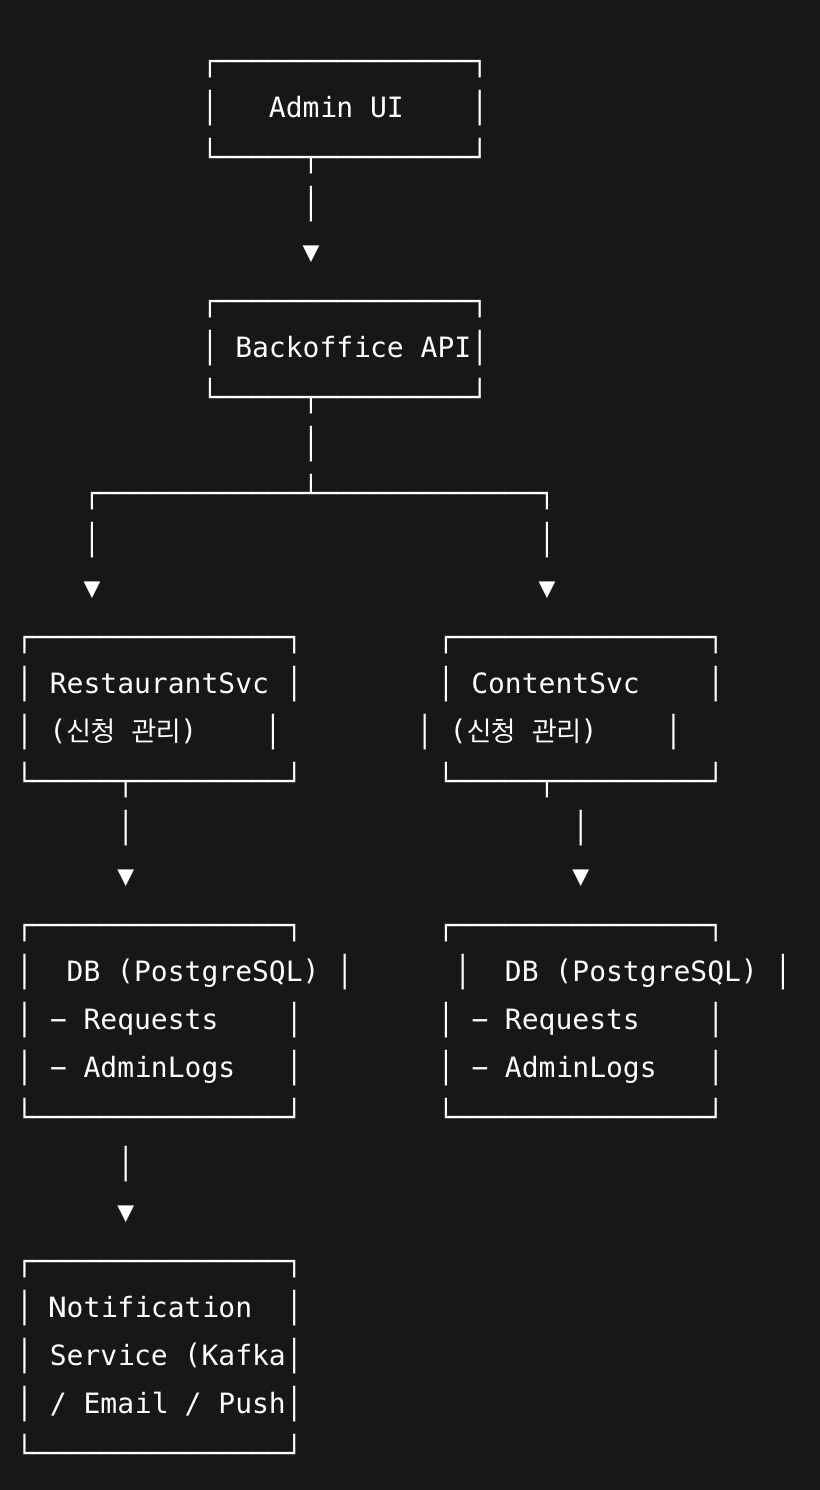 Admin UI
Backoffice API
RestaurantSvc
(신청 관리)
ContentSvc
(신청 관리)
DB (PostgreSQL)
- Requests
- AdminLogs
DB (PostgreSQL)
- Requests
- AdminLogs
Notification
Service (Kafka
/ Email / Push